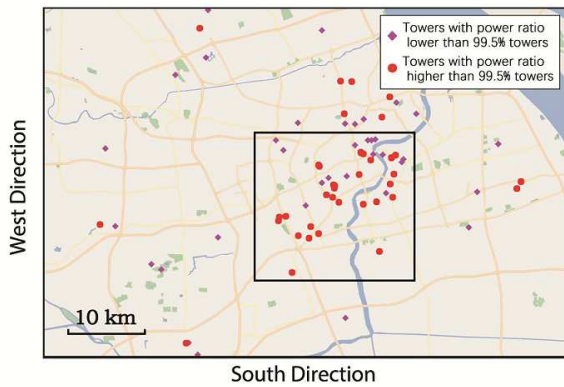 Towers with power ratio
lower than 99.5% towers
Towers with power ratio
higher than 99.5% towers
West Direction
10 km
South Direction